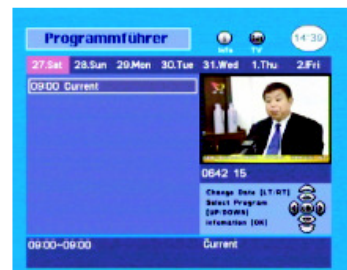 Programmführer
Info TV
14:39
27.Sat 28.Sun 29.Mon 30.Tue 31.Wed 1.Thu 2.Fri
09:00 Current
0642 15
Change Date [LT:RT]
Select Program
[UP:DOWN]
Infomation [OK]
09:00~09:00 Current